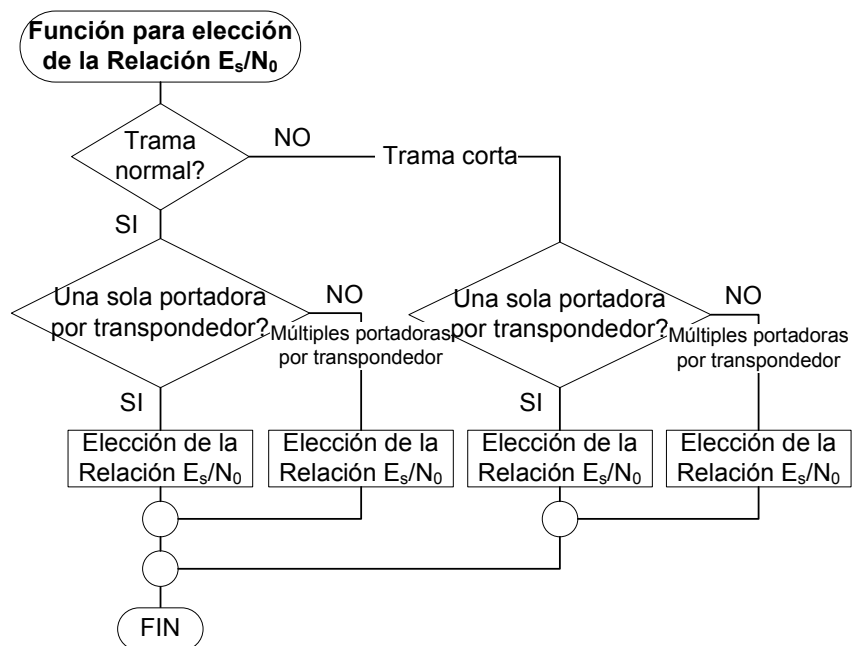 Función para elección
de la Relación Es/N0
Trama
normal?
NO
Trama corta
SI
Una sola portadora
por transpondedor?
NO
Múltiples portadoras
por transpondedor
Una sola portadora
por transpondedor?
NO
Múltiples portadoras
por transpondedor
SI
SI
Elección de la
Relación Es/N0
Elección de la
Relación Es/N0
Elección de la
Relación Es/N0
Elección de la
Relación Es/N0
FIN